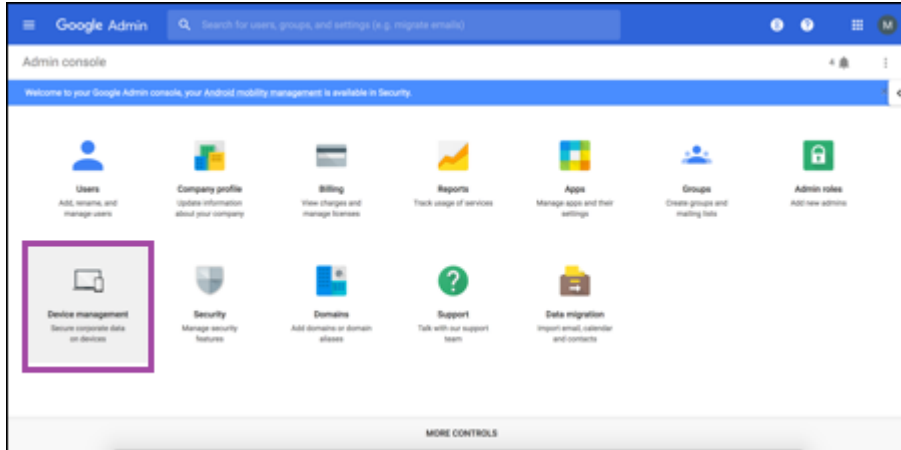 Google Admin
Search for users, groups, and settings (e.g. migrate emails)
M
Admin console
4
Welcome to your Google Admin console, your Android mobility management is available in Security.
Users
Add, rename, and
manage users
Company profile
Update information
about your company
Billing
View charges and
manage licenses
Reports
Track usage of services
Apps
Manage apps and their
settings
Groups
Create groups and
mailing lists
Admin roles
Add new admins
Device management
Secure corporate data
on devices
Security
Manage security
features
Domains
Add domains or domain
aliases
Support
Talk with our support
team
Data migration
Import email, calendar
and contacts
MORE CONTROLS